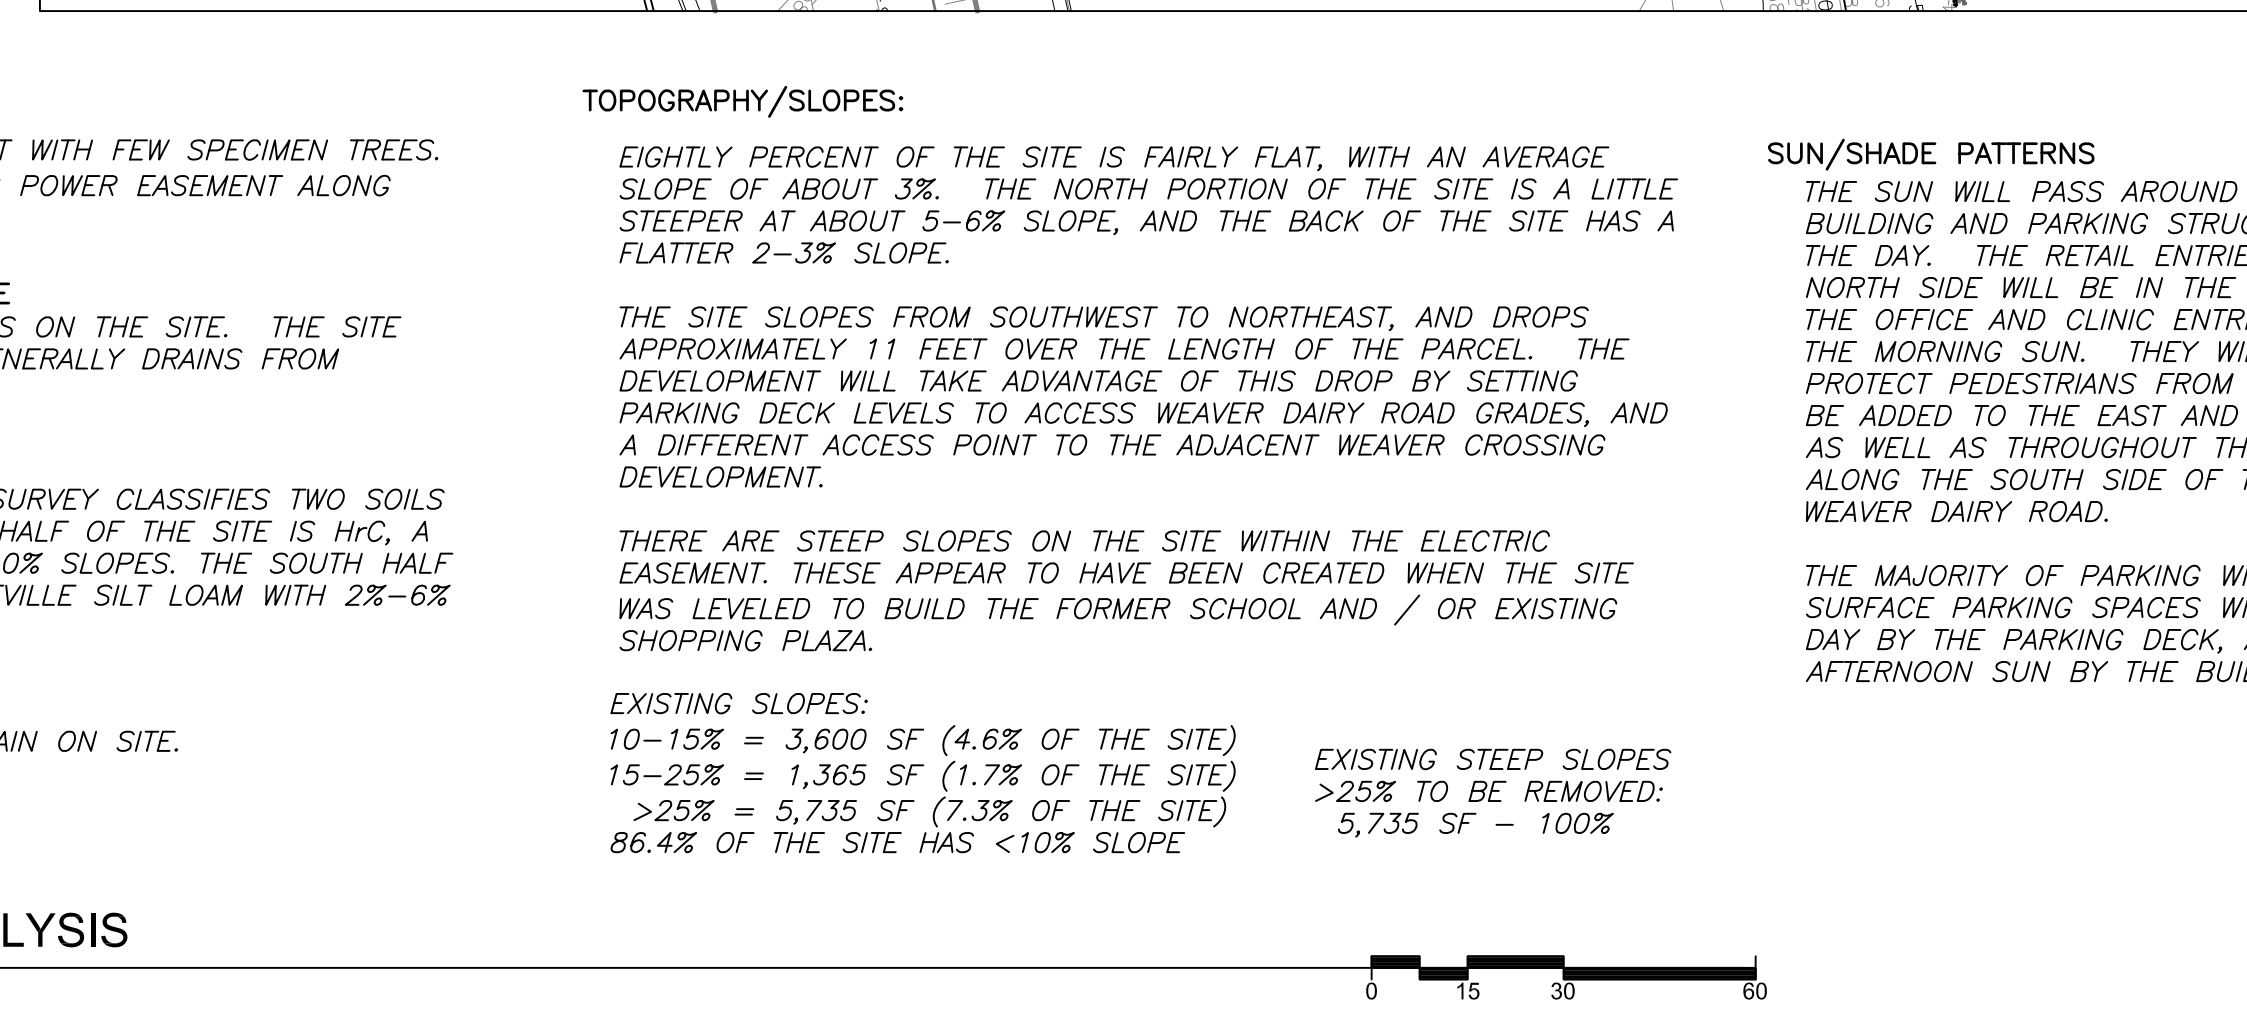 T WITH FEW SPECIMEN TREES.
POWER EASEMENT ALONG
E
S ON THE SITE. THE SITE
ENERALLY DRAINS FROM
SURVEY CLASSIFIES TWO SOILS
HALF OF THE SITE IS HrC, A
0% SLOPES. THE SOUTH HALF
TVILLE SILT LOAM WITH 2%-6%
AIN ON SITE.
LYSIS
TOPOGRAPHY/SLOPES:
EIGHTLY PERCENT OF THE SITE IS FAIRLY FLAT, WITH AN AVERAGE
SLOPE OF ABOUT 3%. THE NORTH PORTION OF THE SITE IS A LITTLE
STEEPER AT ABOUT 5-6% SLOPE, AND THE BACK OF THE SITE HAS A
FLATTER 2-3% SLOPE.
THE SITE SLOPES FROM SOUTHWEST TO NORTHEAST, AND DROPS
APPROXIMATELY 11 FEET OVER THE LENGTH OF THE PARCEL. THE
DEVELOPMENT WILL TAKE ADVANTAGE OF THIS DROP BY SETTING
PARKING DECK LEVELS TO ACCESS WEAVER DAIRY ROAD GRADES, AND
A DIFFERENT ACCESS POINT TO THE ADJACENT WEAVER CROSSING
DEVELOPMENT.
THERE ARE STEEP SLOPES ON THE SITE WITHIN THE ELECTRIC
EASEMENT. THESE APPEAR TO HAVE BEEN CREATED WHEN THE SITE
WAS LEVELED TO BUILD THE FORMER SCHOOL AND / OR EXISTING
SHOPPING PLAZA.
EXISTING SLOPES:
10-15% = 3,600 SF (4.6% OF THE SITE)
15-25% = 1,365 SF (1.7% OF THE SITE)
>25% = 5,735 SF (7.3% OF THE SITE)
86.4% OF THE SITE HAS <10% SLOPE
EXISTING STEEP SLOPES
>25% TO BE REMOVED:
5,735 SF - 100%
SUN/SHADE PATTERNS
THE SUN WILL PASS AROUND
BUILDING AND PARKING STRUC
THE DAY. THE RETAIL ENTRIE
NORTH SIDE WILL BE IN THE
THE OFFICE AND CLINIC ENTR
THE MORNING SUN. THEY WI
PROTECT PEDESTRIANS FROM
BE ADDED TO THE EAST AND
AS WELL AS THROUGHOUT TH
ALONG THE SOUTH SIDE OF T
WEAVER DAIRY ROAD.
THE MAJORITY OF PARKING WI
SURFACE PARKING SPACES WI
DAY BY THE PARKING DECK, A
AFTERNOON SUN BY THE BUIL
0 15 30 60